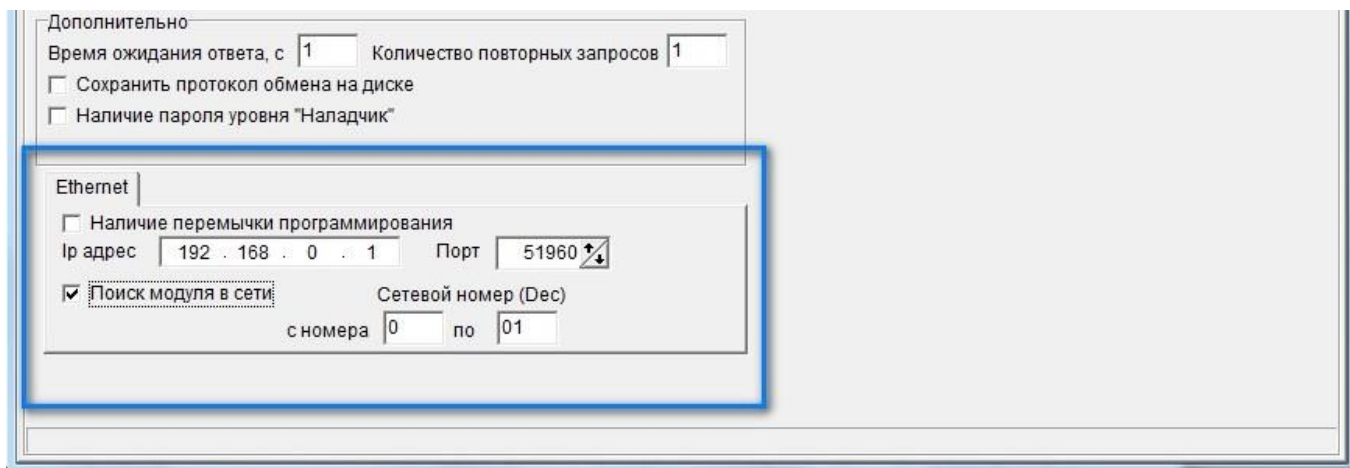 Дополнительно
Время ожидания ответа, с 1 Количество повторных запросов 1
Сохранить протокол обмена на диске
Наличие пароля уровня "Наладчик"
Ethernet
Наличие перемычки программирования
Ip адрес 192 . 168 . 0 . 1 Порт 51960
Поиск модуля в сети Сетевой номер (Dec)
с номера 0 по 01